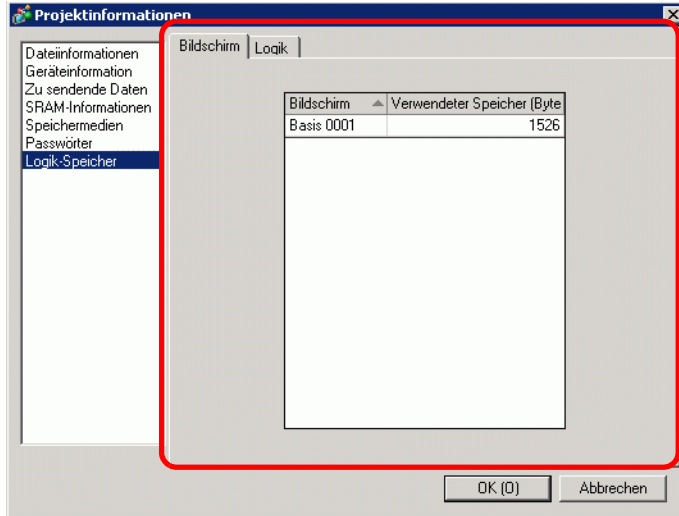 Projektinformationen
Dateiinformationen
Geräteinformation
Zu sendende Daten
SRAM-Informationen
Speichermedien
Passwörter
Logik-Speicher
Bildschirm
Logik
Bildschirm Verwendeter Speicher (Byte
Basis 0001 1526
OK (O) Abbrechen